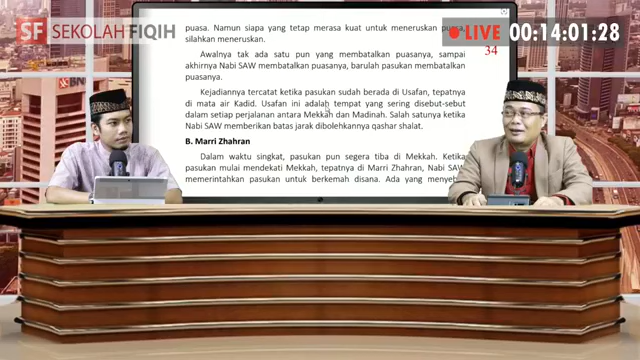 SF SEKOLAH FIQIH
LIVE 00:14:01:28
34
puasa. Namun siapa yang tetap merasa kuat untuk meneruskan puasa,
silahkan meneruskan.
Awalnya tak ada satu pun yang membatalkan puasanya, sampai
akhirnya Nabi SAW membatalkan puasanya, barulah pasukan membatalkan
puasanya.
Kejadiannya tercatat ketika pasukan sudah berada di Usafan, tepatnya
di mata air Kadid. Usafan ini adalah tempat yang sering disebut-sebut
dalam setiap perjalanan antara Mekkah dan Madinah. Salah satunya ketika
Nabi SAW memberikan batas jarak dibolehkannya qashar shalat.
B. Marri Zhahran
Dalam waktu singkat, pasukan pun segera tiba di Mekkah. Ketika
pasukan mulai mendekati Mekkah, tepatnya di Marri Zhahran, Nabi SAW
memerintahkan pasukan untuk berkemah disana. Ada yang